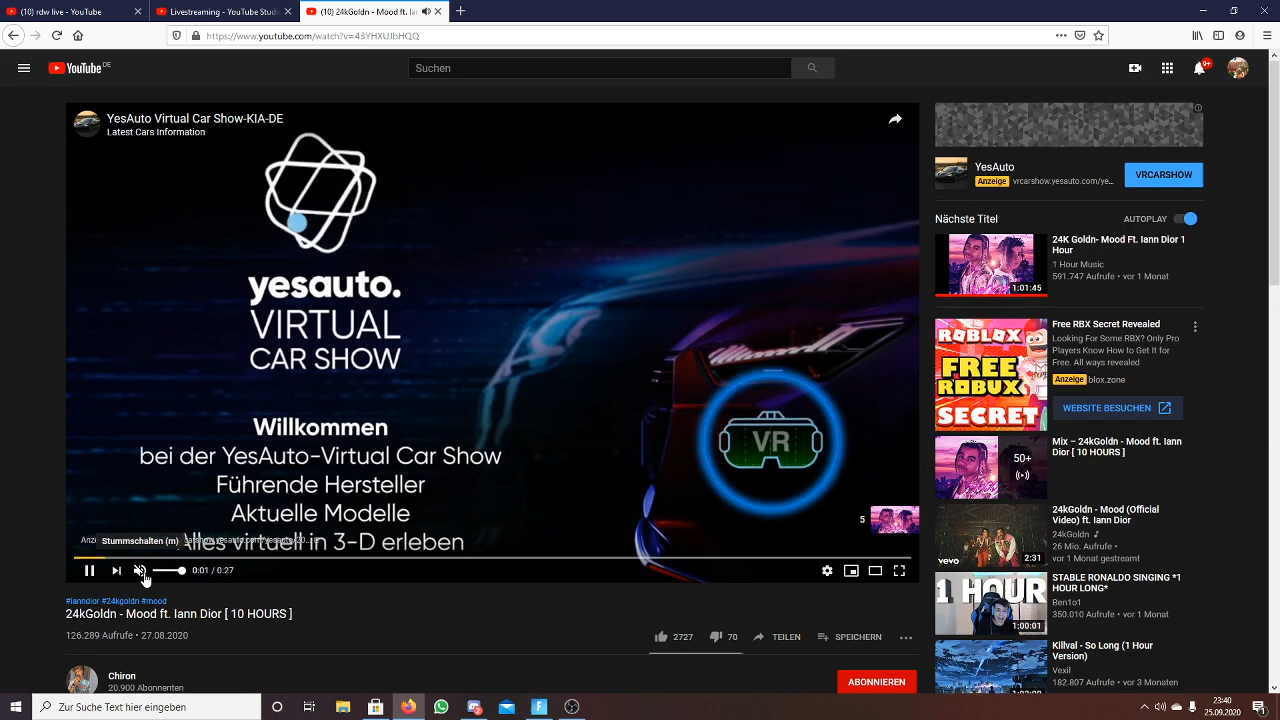 (10) rdw live - YouTube
Livestreaming - YouTube Stud
(10) 24kGoldn - Mood ft. Ian
https://www.youtube.com/watch?v=43YHXUJbHQQ
YouTube DE
Suchen
9+
YesAuto Virtual Car Show-KIA-DE
Latest Cars Information
yesauto.
VIRTUAL
CAR SHOW
Willkommen
bei der YesAuto-Virtual Car Show
Führende Hersteller
Aktuelle Modelle
Alles virtuell in 3-D erleben
VR
5
Stummschalten (m)
0:01 / 0:27
#ianndior #24kgoldn #mood
24kGoldn - Mood ft. Iann Dior [ 10 HOURS ]
126.289 Aufrufe • 27.08.2020
2727
70
TEILEN
SPEICHERN
Chiron
20.900 Abonnenten
ABONNIEREN
YesAuto
Anzeige vrcarshow.yesauto.com/ye...
VRCARSHOW
Nächste Titel
AUTOPLAY
24K Goldn- Mood Ft. Iann Dior 1
Hour
1 Hour Music
591.747 Aufrufe • vor 1 Monat
1:01:45
ROBLOX
FREE
ROBUX
SECRET
Free RBX Secret Revealed
Looking For Some RBX? Only Pro
Players Know How to Get It for
Free. All ways revealed
Anzeige blox.zone
WEBSITE BESUCHEN
50+
Mix – 24kGoldn - Mood ft. Iann
Dior [ 10 HOURS ]
vevo
2:31
24kGoldn - Mood (Official
Video) ft. Iann Dior
24kGoldn
26 Mio. Aufrufe •
vor 1 Monat gestreamt
1 HOUR
1:00:01
STABLE RONALDO SINGING *1
HOUR LONG*
Ben1o1
350.010 Aufrufe • vor 1 Monat
Killval - So Long (1 Hour
Version)
Vexil
182.807 Aufrufe • vor 3 Monaten
Zur Suche Text hier eingeben
23:40
25.09.2020